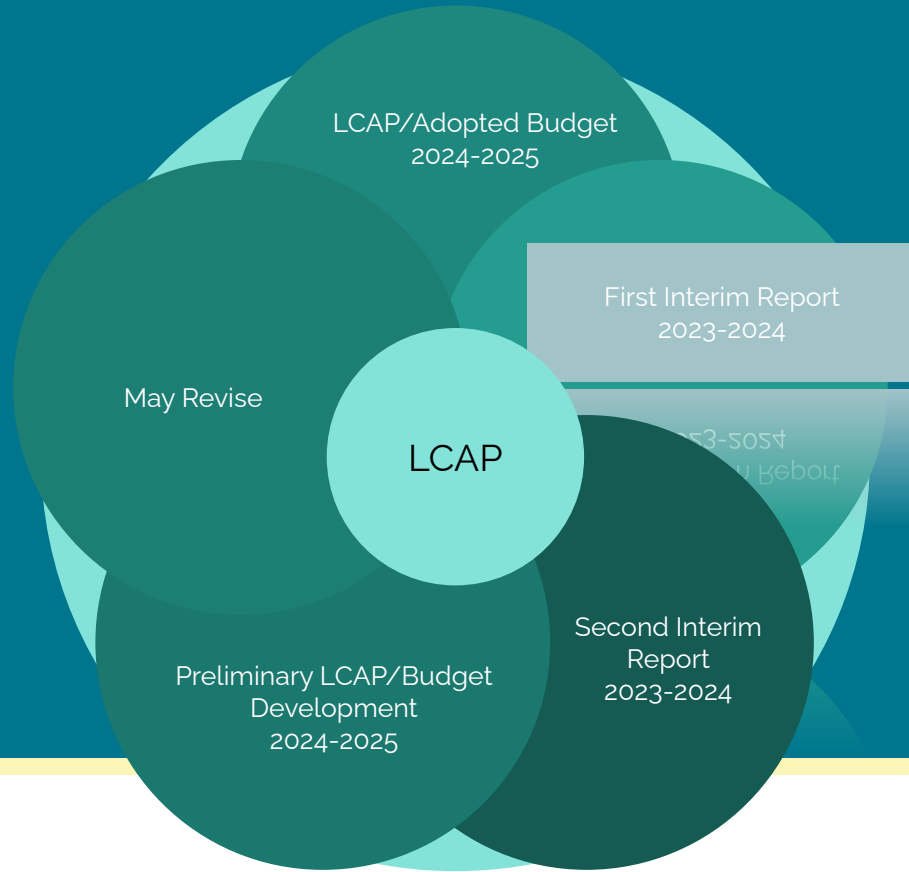 LCAP/Adopted Budget
2024-2025
First Interim Report
2023-2024
May Revise
LCAP
Second Interim
Report
2023-2024
Preliminary LCAP/Budget
Development
2024-2025